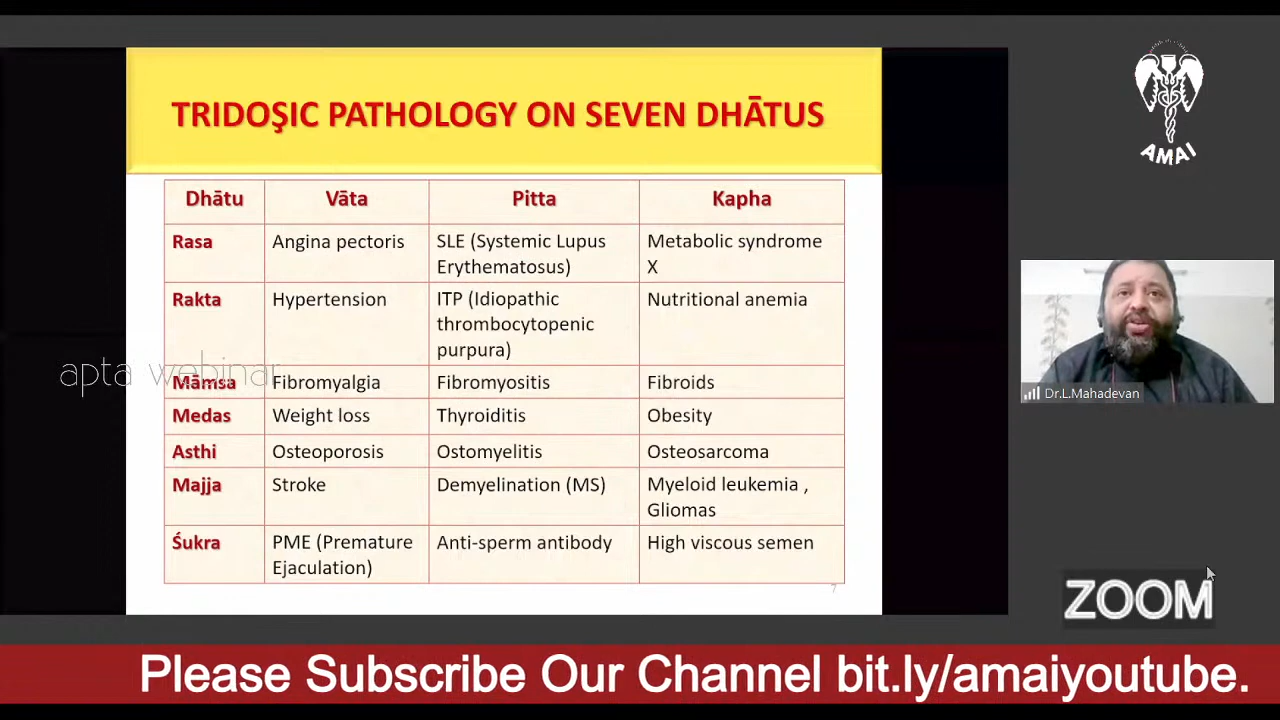 TRIDOŞIC PATHOLOGY ON SEVEN DHĀTUS
AMAI
Dhātu Vāta Pitta Kapha
Rasa Angina pectoris SLE (Systemic Lupus Erythematosus) Metabolic syndrome X
Rakta Hypertension ITP (Idiopathic thrombocytopenic purpura) Nutritional anemia
apta webinar
Māmsa Fibromyalgia Fibromyositis Fibroids
Medas Weight loss Thyroiditis Obesity
Asthi Osteoporosis Ostomyelitis Osteosarcoma
Majja Stroke Demyelination (MS) Myeloid leukemia , Gliomas
Śukra PME (Premature Ejaculation) Anti-sperm antibody High viscous semen
7
Dr.L.Mahadevan
ZOOM
Please Subscribe Our Channel bit.ly/amaiyoutube.